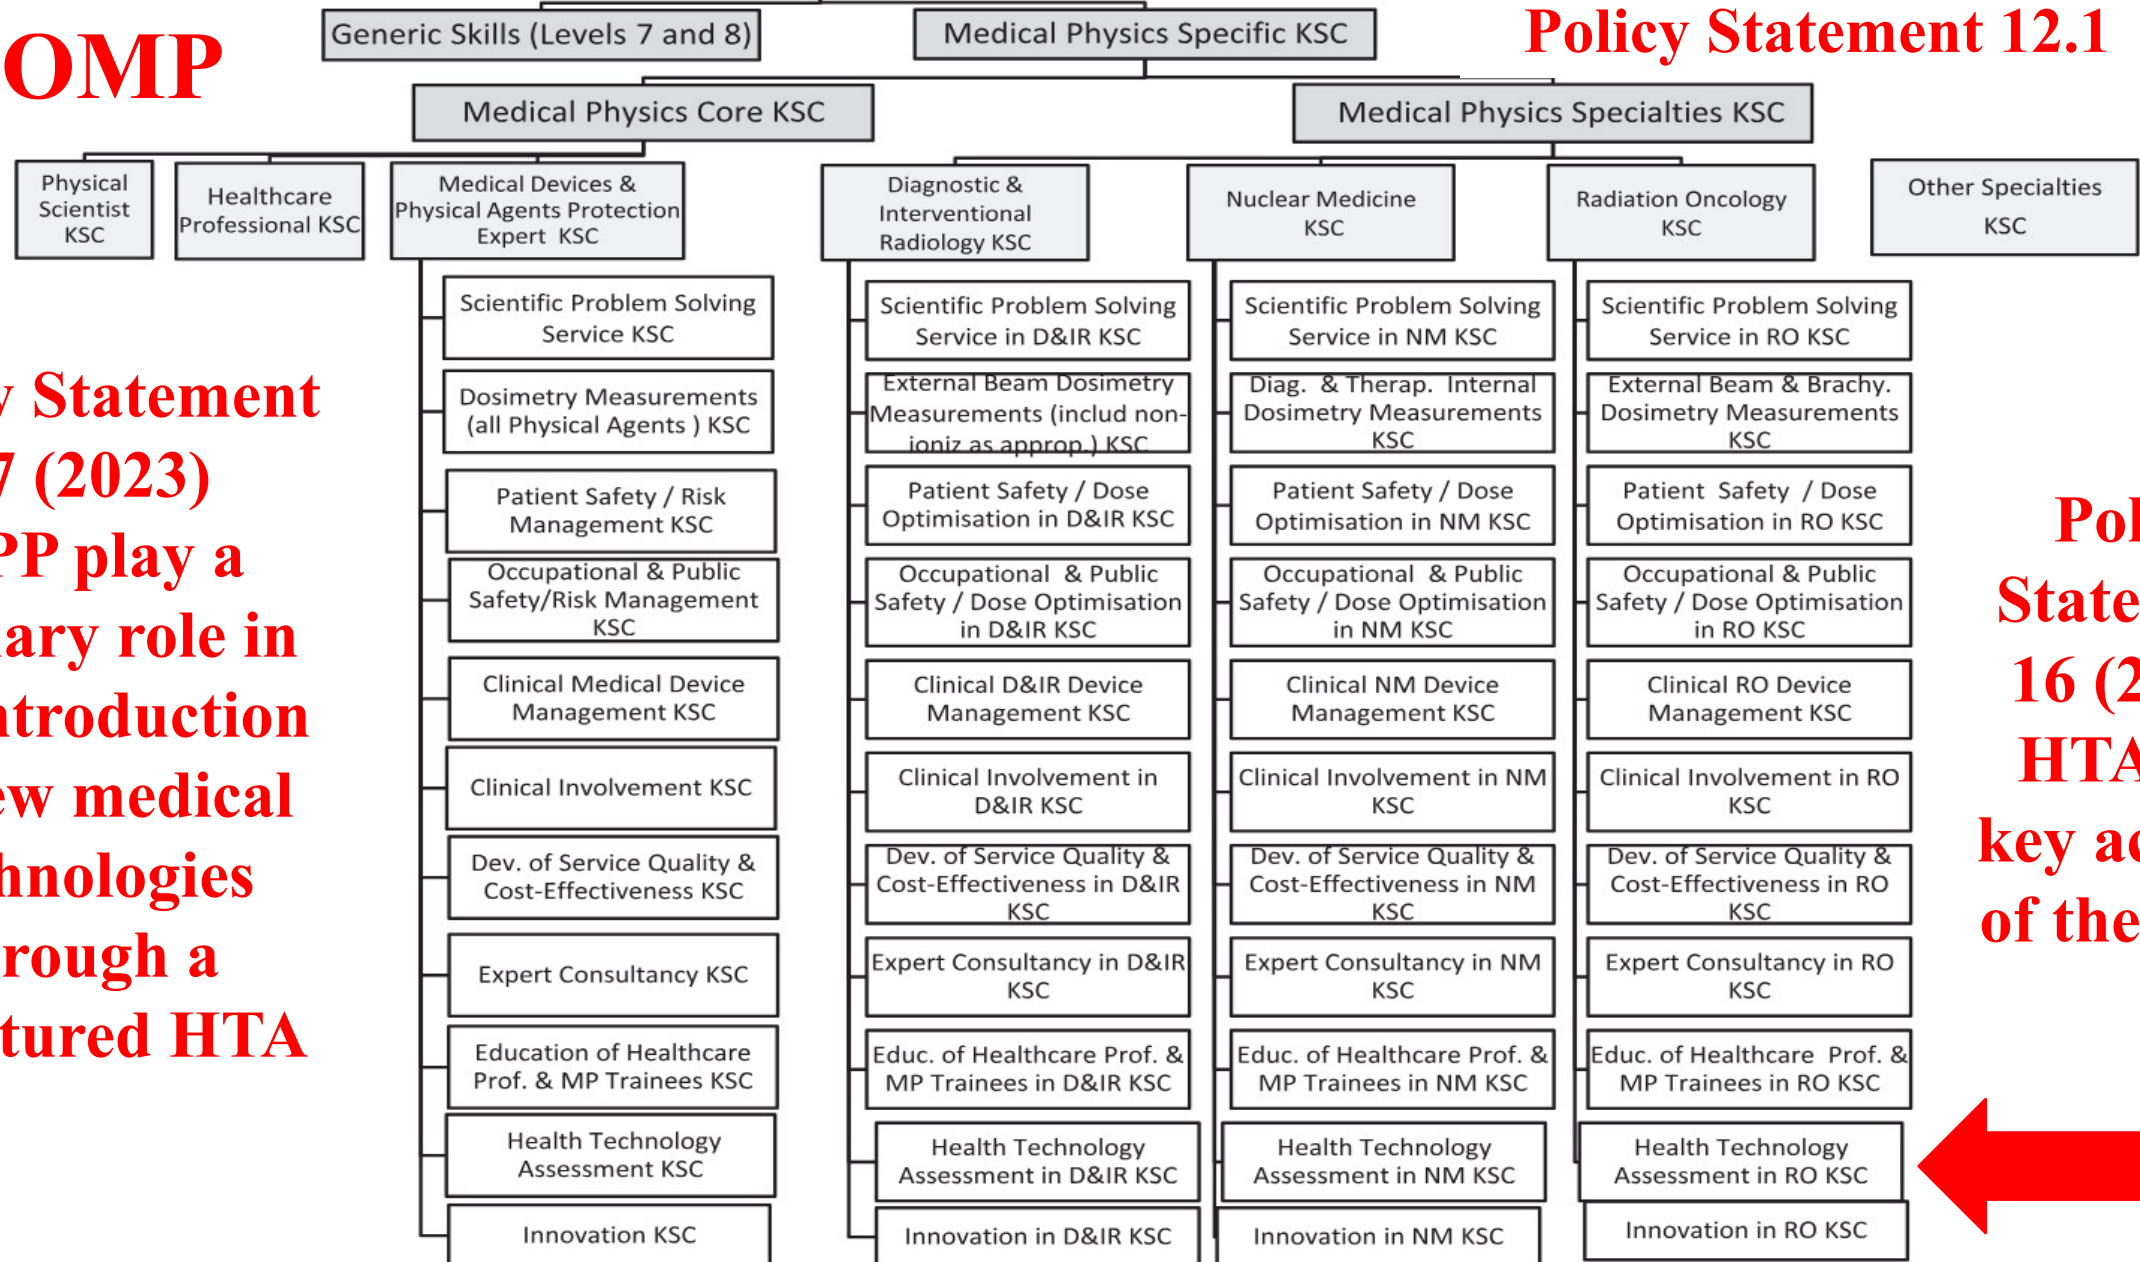 OMP
Policy Statement 12.1
Generic Skills (Levels 7 and 8)
Medical Physics Specific KSC
Medical Physics Core KSC
Medical Physics Specialties KSC
Physical
Scientist
KSC
Healthcare
Professional KSC
Medical Devices &
Physical Agents Protection
Expert KSC
Diagnostic &
Interventional
Radiology KSC
Nuclear Medicine
KSC
Radiation Oncology
KSC
Other Specialties
KSC
Scientific Problem Solving
Service KSC
Dosimetry Measurements
(all Physical Agents ) KSC
Patient Safety / Risk
Management KSC
Occupational & Public
Safety/Risk Management
KSC
Clinical Medical Device
Management KSC
Clinical Involvement KSC
Dev. of Service Quality &
Cost-Effectiveness KSC
Expert Consultancy KSC
Education of Healthcare
Prof. & MP Trainees KSC
Health Technology
Assessment KSC
Innovation KSC
Scientific Problem Solving
Service in D&IR KSC
External Beam Dosimetry
Measurements (includ non-
ioniz as approp.) KSC
Patient Safety / Dose
Optimisation in D&IR KSC
Occupational & Public
Safety / Dose Optimisation
in D&IR KSC
Clinical D&IR Device
Management KSC
Clinical Involvement in
D&IR KSC
Dev. of Service Quality &
Cost-Effectiveness in D&IR
KSC
Expert Consultancy in D&IR
KSC
Educ. of Healthcare Prof. &
MP Trainees in D&IR KSC
Health Technology
Assessment in D&IR KSC
Innovation in D&IR KSC
Scientific Problem Solving
Service in NM KSC
Diag. & Therap. Internal
Dosimetry Measurements
KSC
Patient Safety / Dose
Optimisation in NM KSC
Occupational & Public
Safety / Dose Optimisation
in NM KSC
Clinical NM Device
Management KSC
Clinical Involvement in NM
KSC
Dev. of Service Quality &
Cost-Effectiveness in NM
KSC
Expert Consultancy in NM
KSC
Educ. of Healthcare Prof. &
MP Trainees in NM KSC
Health Technology
Assessment in NM KSC
Innovation in NM KSC
Scientific Problem Solving
Service in RO KSC
External Beam & Brachy.
Dosimetry Measurements
KSC
Patient Safety / Dose
Optimisation in RO KSC
Occupational & Public
Safety / Dose Optimisation
in RO KSC
Clinical RO Device
Management KSC
Clinical Involvement in RO
KSC
Dev. of Service Quality &
Cost-Effectiveness in RO
KSC
Expert Consultancy in RO
KSC
Educ. of Healthcare Prof. &
MP Trainees in RO KSC
Health Technology
Assessment in RO KSC
Innovation in RO KSC
y Statement
7 (2023)
PP play a
ary role in
ntroduction
ew medical
hnologies
rough a
tured HTA
Pol
State
16 (2
HTA
key ac
of the